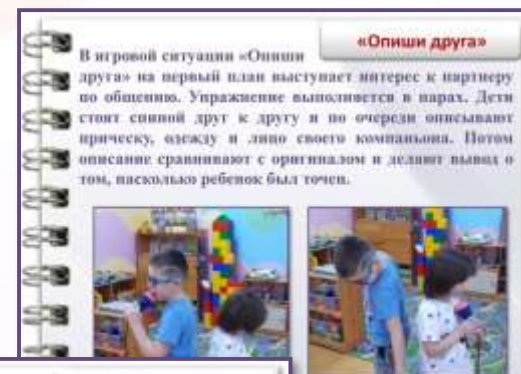 «Опиши друга»
В игровой ситуации «Опиши
друга» на первый план выступает интерес к партнеру
по общению. Упражнение выполняется в парах. Дети
стоят спиной друг к другу и по очереди описывают
прическу, одежду и лицо своего компаньона. Потом
описание сравнивают с оригиналом и делают вывод о
том, насколько ребенок был точен.